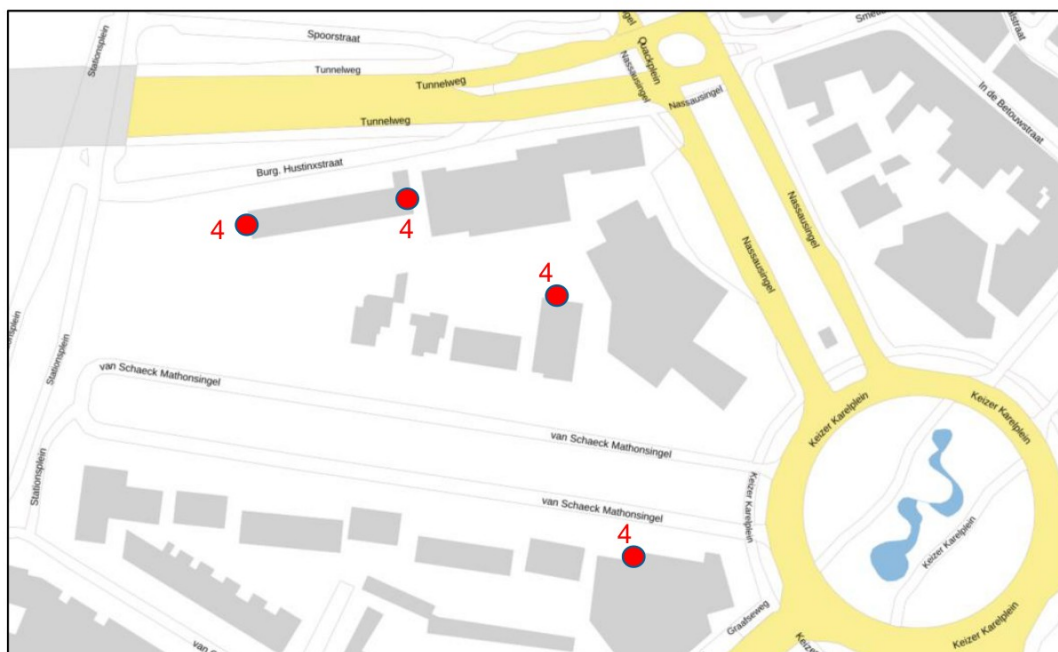 Stationsplein
Spoorstraat
Tunnelweg
Tunnelweg
Tunnelweg
Burg. Hustinxstraat
Quackplein
Nassausingel
Nassausingel
In de Betouwstraat
4
4
4
Nassausingel
Nassausingel
Stationsplein
van Schaeck Mathonsingel
van Schaeck Mathonsingel
Keizer Karelplein
Keizer Karelplein
Stationsplein
van Schaeck Mathonsingel
Keizer Karelplein
4
Keizer Karelplein
Graafseweg
Keizer Karelplein